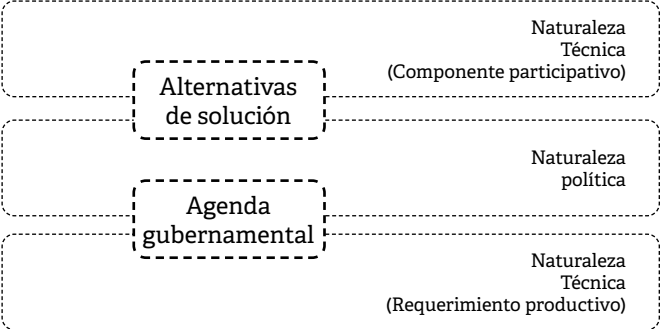 Naturaleza
Técnica
(Componente participativo)
Alternativas
de solución
Naturaleza
política
Agenda
gubernamental
Naturaleza
Técnica
(Requerimiento productivo)